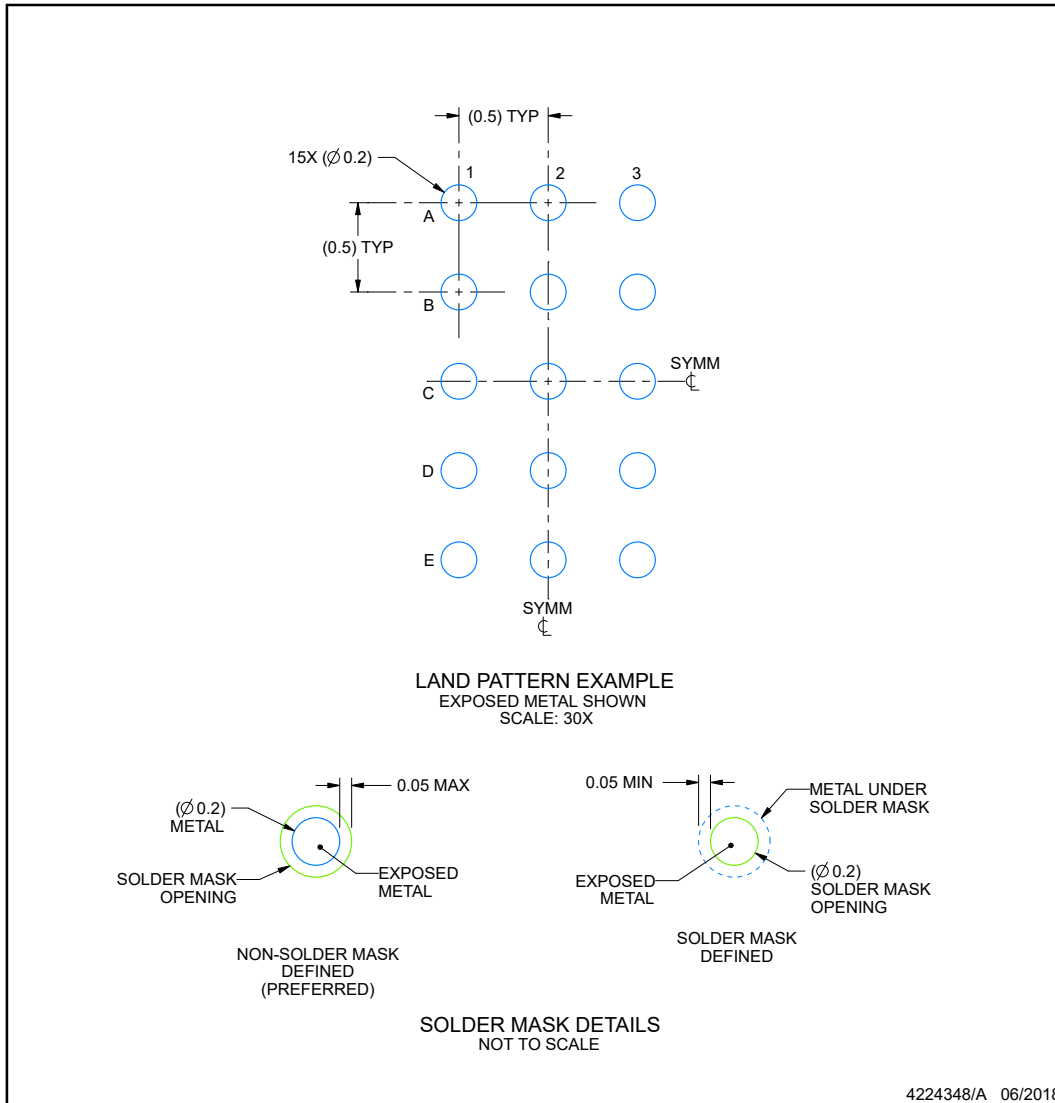 (0.5) TYP
15X (∅ 0.2)
1
2
3
A
(0.5) TYP
B
SYMM
℄
C
D
E
SYMM
℄
LAND PATTERN EXAMPLE
EXPOSED METAL SHOWN
SCALE: 30X
0.05 MAX
(∅ 0.2)
METAL
SOLDER MASK
OPENING
EXPOSED
METAL
NON-SOLDER MASK
DEFINED
(PREFERRED)
0.05 MIN
METAL UNDER
SOLDER MASK
EXPOSED
METAL
(∅ 0.2)
SOLDER MASK
OPENING
SOLDER MASK
DEFINED
SOLDER MASK DETAILS
NOT TO SCALE
4224348/A 06/2018